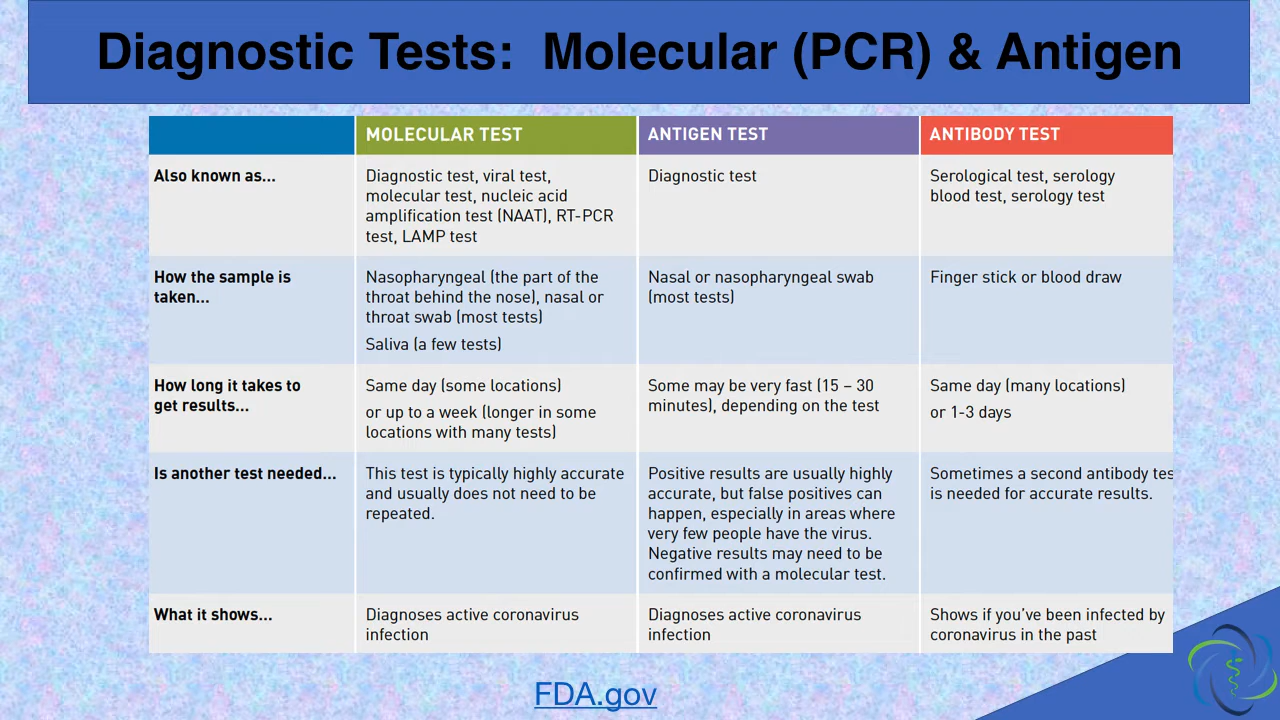 Diagnostic Tests:  Molecular (PCR) & Antigen
MOLECULAR TEST
ANTIGEN TEST
ANTIBODY TEST
Also known as...
Diagnostic test, viral test,
molecular test, nucleic acid
amplification test (NAAT), RT-PCR
test, LAMP test
Diagnostic test
Serological test, serology
blood test, serology test
How the sample is
taken...
Nasopharyngeal (the part of the
throat behind the nose), nasal or
throat swab (most tests)
Saliva (a few tests)
Nasal or nasopharyngeal swab
(most tests)
Finger stick or blood draw
How long it takes to
get results...
Same day (some locations)
or up to a week (longer in some
locations with many tests)
Some may be very fast (15 – 30
minutes), depending on the test
Same day (many locations)
or 1-3 days
Is another test needed...
This test is typically highly accurate
and usually does not need to be
repeated.
Positive results are usually highly
accurate, but false positives can
happen, especially in areas where
very few people have the virus.
Negative results may need to be
confirmed with a molecular test.
Sometimes a second antibody tes
is needed for accurate results.
What it shows...
Diagnoses active coronavirus
infection
Diagnoses active coronavirus
infection
Shows if you’ve been infected by
coronavirus in the past
FDA.gov